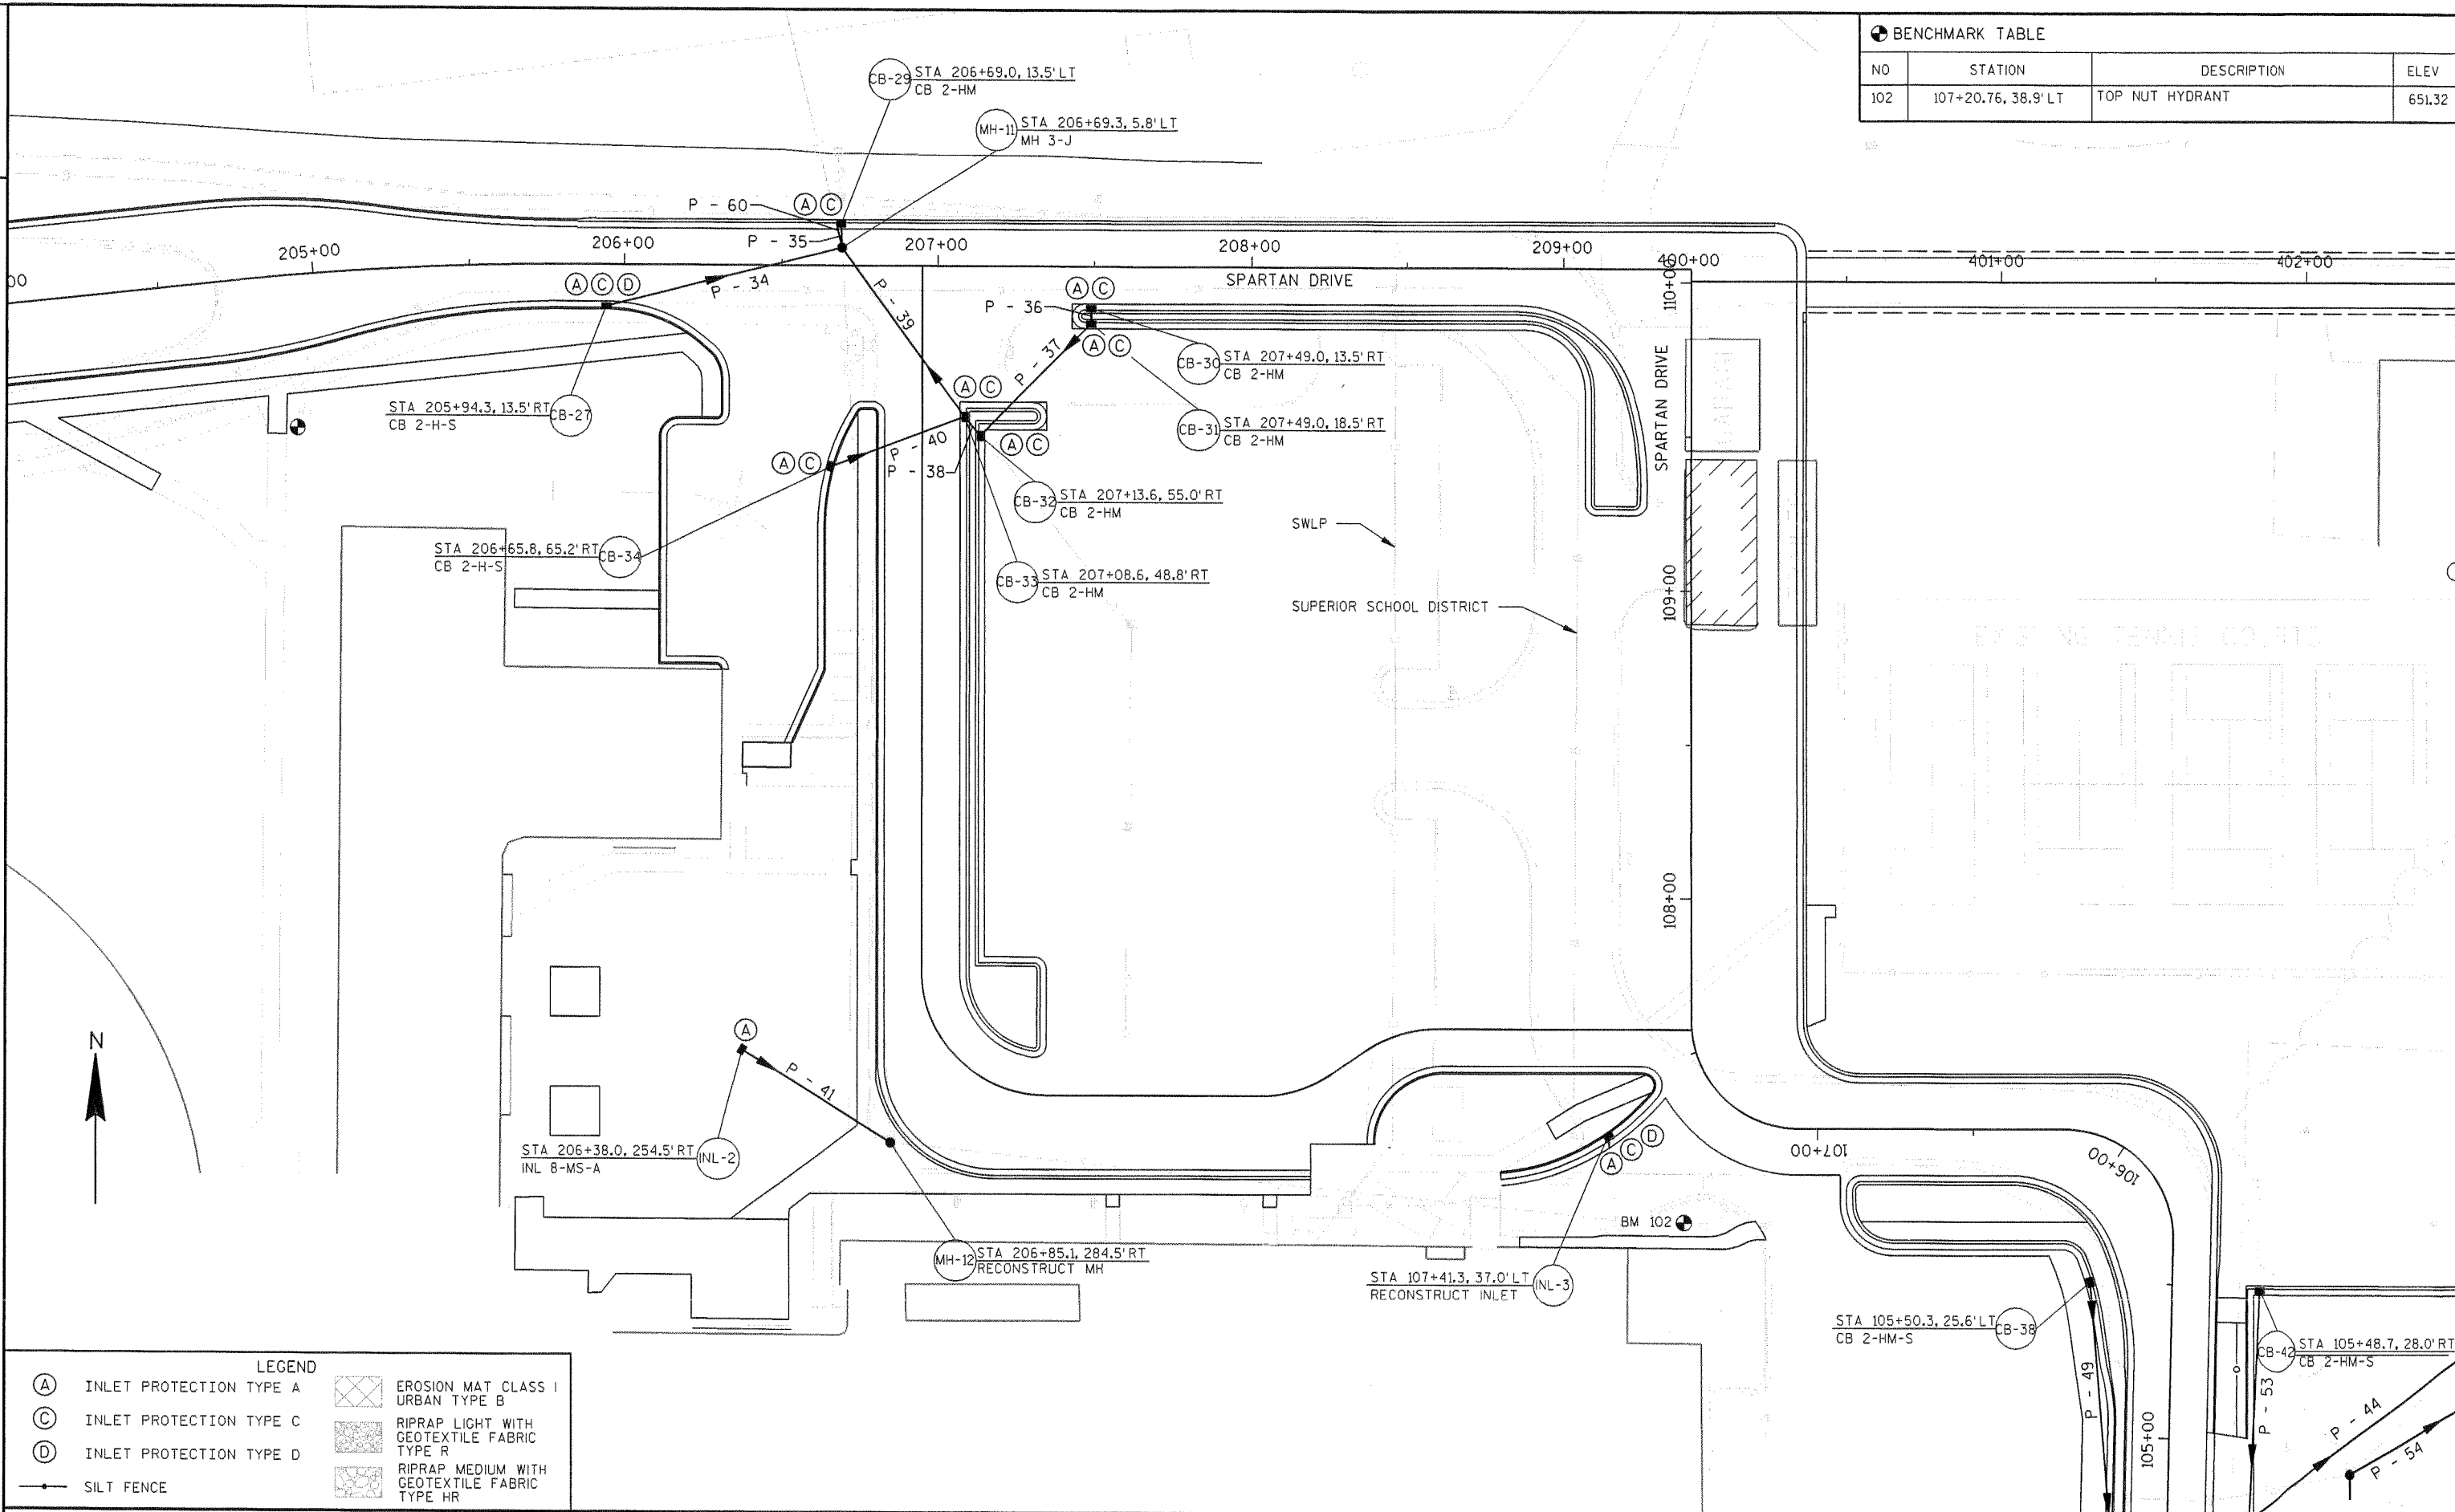 BENCHMARK TABLE
NO STATION DESCRIPTION ELEV
102 107+20.76, 38.9' LT TOP NUT HYDRANT 651.32
CB-29 STA 206+69.0, 13.5' LT
CB 2-HM
MH-11 STA 206+69.3, 5.8' LT
MH 3-J
P - 60 A C
P - 35
205+00 206+00 207+00 208+00 209+00 400+00 401+00 402+00
00
A C D
P - 34
P - 39
SPARTAN DRIVE
110+00
P - 36 A C
P - 37
A C
CB-30 STA 207+49.0, 13.5' RT
CB 2-HM
A C
SPARTAN DRIVE
STA 205+94.3, 13.5' RT CB-27
CB 2-H-S
CB-31 STA 207+49.0, 18.5' RT
CB 2-HM
P - 40
A C
A C
P - 38
CB-32 STA 207+13.6, 55.0' RT
CB 2-HM
SWLP
STA 206+65.8, 65.2' RT CB-34
CB 2-H-S
CB-33 STA 207+08.6, 48.8' RT
CB 2-HM
109+00
SUPERIOR SCHOOL DISTRICT
108+00
N
A
P - 41
STA 206+38.0, 254.5' RT INL-2
INL 8-MS-A
A C D
107+00
106+00
BM 102
MH-12 STA 206+85.1, 284.5' RT
RECONSTRUCT MH
STA 107+41.3, 37.0' LT INL-3
RECONSTRUCT INLET
STA 105+50.3, 25.6' LT CB-38
CB 2-HM-S
CB-42 STA 105+48.7, 28.0' RT
CB 2-HM-S
P - 49
P - 53
P - 44
P - 54
105+00
LEGEND
A INLET PROTECTION TYPE A
C INLET PROTECTION TYPE C
D INLET PROTECTION TYPE D
SILT FENCE
EROSION MAT CLASS I
URBAN TYPE B
RIPRAP LIGHT WITH
GEOTEXTILE FABRIC
TYPE R
RIPRAP MEDIUM WITH
GEOTEXTILE FABRIC
TYPE HR